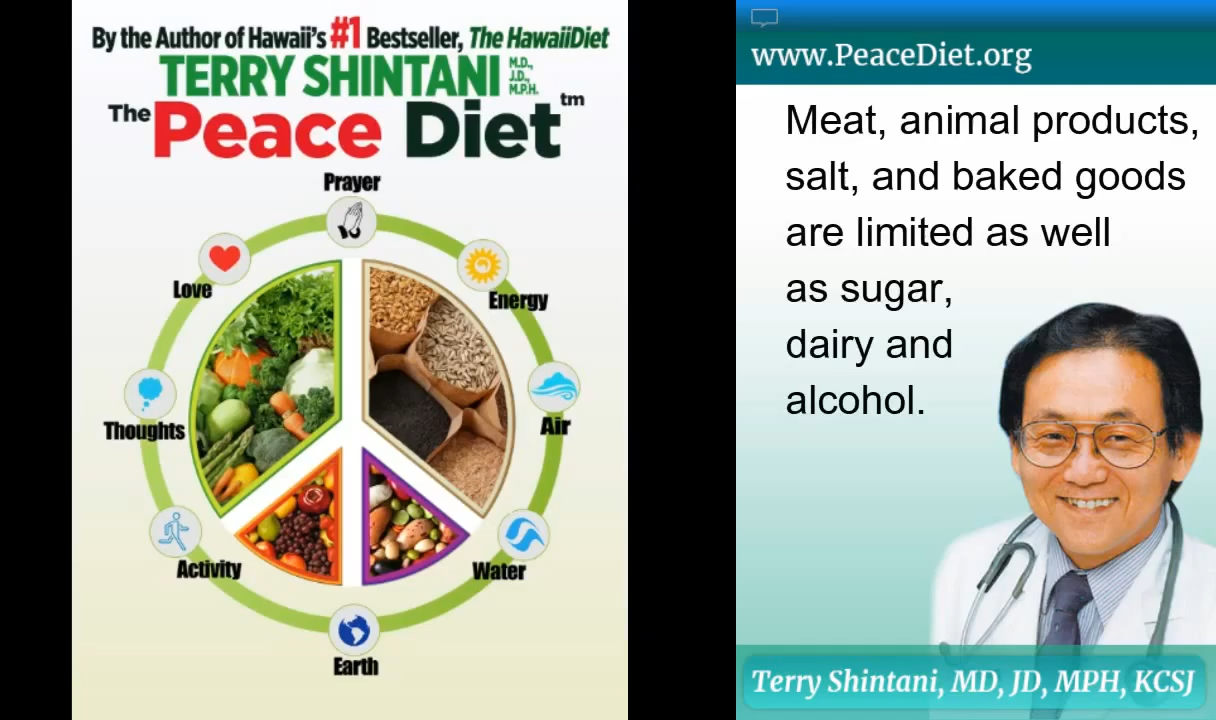 By the Author of Hawaii's #1 Bestseller, The HawaiiDiet
TERRY SHINTANI M.D., J.D., M.P.H.
The Peace Diet tm
Prayer
Love
Energy
Thoughts
Air
Activity
Water
Earth
www.PeaceDiet.org
Meat, animal products,
salt, and baked goods
are limited as well
as sugar,
dairy and
alcohol.
Terry Shintani, MD, JD, MPH, KCSJ